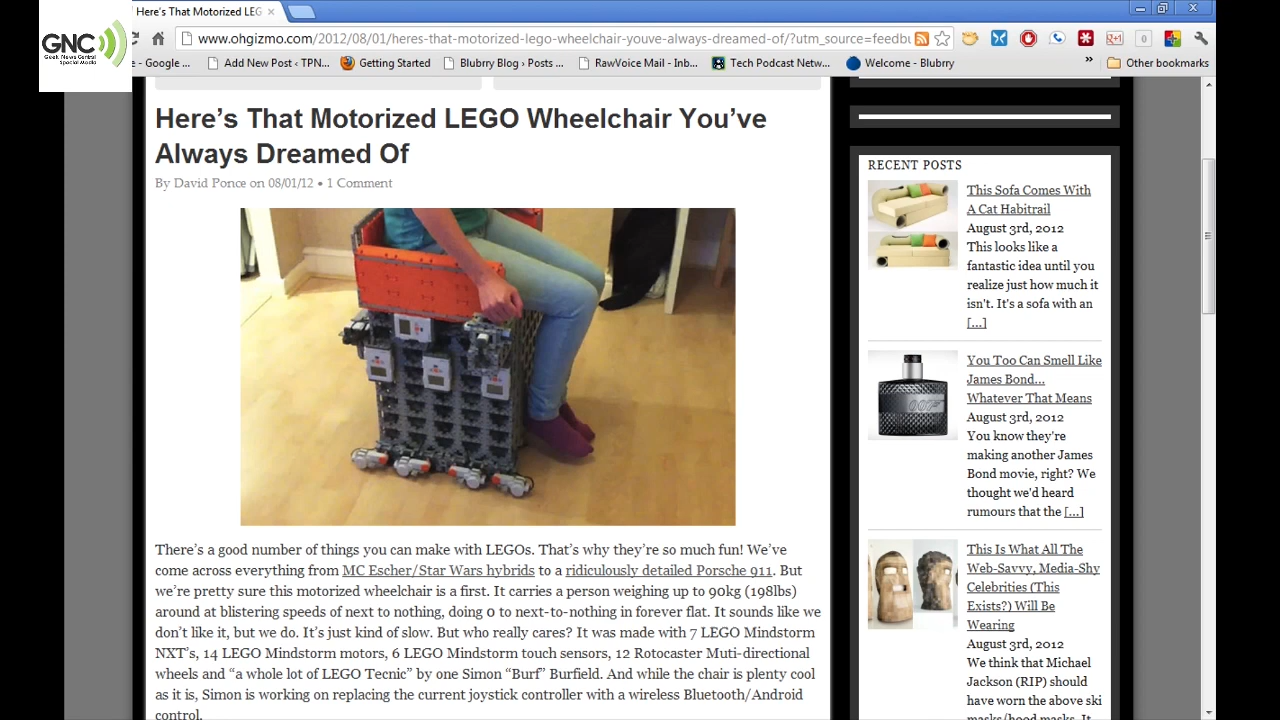 Here's That Motorized LEG
GNC
Geek News Central
Special Media
www.ohgizmo.com/2012/08/01/heres-that-motorized-lego-wheelchair-youve-always-dreamed-of/?utm_source=feedbu
e - Google ...
Add New Post ‹ TPN...
Getting Started
Blubrry Blog › Posts ...
RawVoice Mail - Inb...
Tech Podcast Netw...
Welcome - Blubrry
»
Other bookmarks
Here's That Motorized LEGO Wheelchair You've
Always Dreamed Of
By David Ponce on 08/01/12 • 1 Comment
There's a good number of things you can make with LEGOs. That's why they're so much fun! We've
come across everything from MC Escher/Star Wars hybrids to a ridiculously detailed Porsche 911. But
we're pretty sure this motorized wheelchair is a first. It carries a person weighing up to 90kg (198lbs)
around at blistering speeds of next to nothing, doing 0 to next-to-nothing in forever flat. It sounds like we
don't like it, but we do. It's just kind of slow. But who really cares? It was made with 7 LEGO Mindstorm
NXT's, 14 LEGO Mindstorm motors, 6 LEGO Mindstorm touch sensors, 12 Rotocaster Muti-directional
wheels and “a whole lot of LEGO Tecnic” by one Simon “Burf” Burfield. And while the chair is plenty cool
as it is, Simon is working on replacing the current joystick controller with a wireless Bluetooth/Android
control.
RECENT POSTS
This Sofa Comes With
A Cat Habitrail
August 3rd, 2012
This looks like a
fantastic idea until you
realize just how much it
isn't. It's a sofa with an
[...]
You Too Can Smell Like
James Bond...
Whatever That Means
August 3rd, 2012
You know they're
making another James
Bond movie, right? We
thought we'd heard
rumours that the [...]
007
This Is What All The
Web-Savvy, Media-Shy
Celebrities (This
Exists?) Will Be
Wearing
August 3rd, 2012
We think that Michael
Jackson (RIP) should
have worn the above ski
masks/hood masks. It